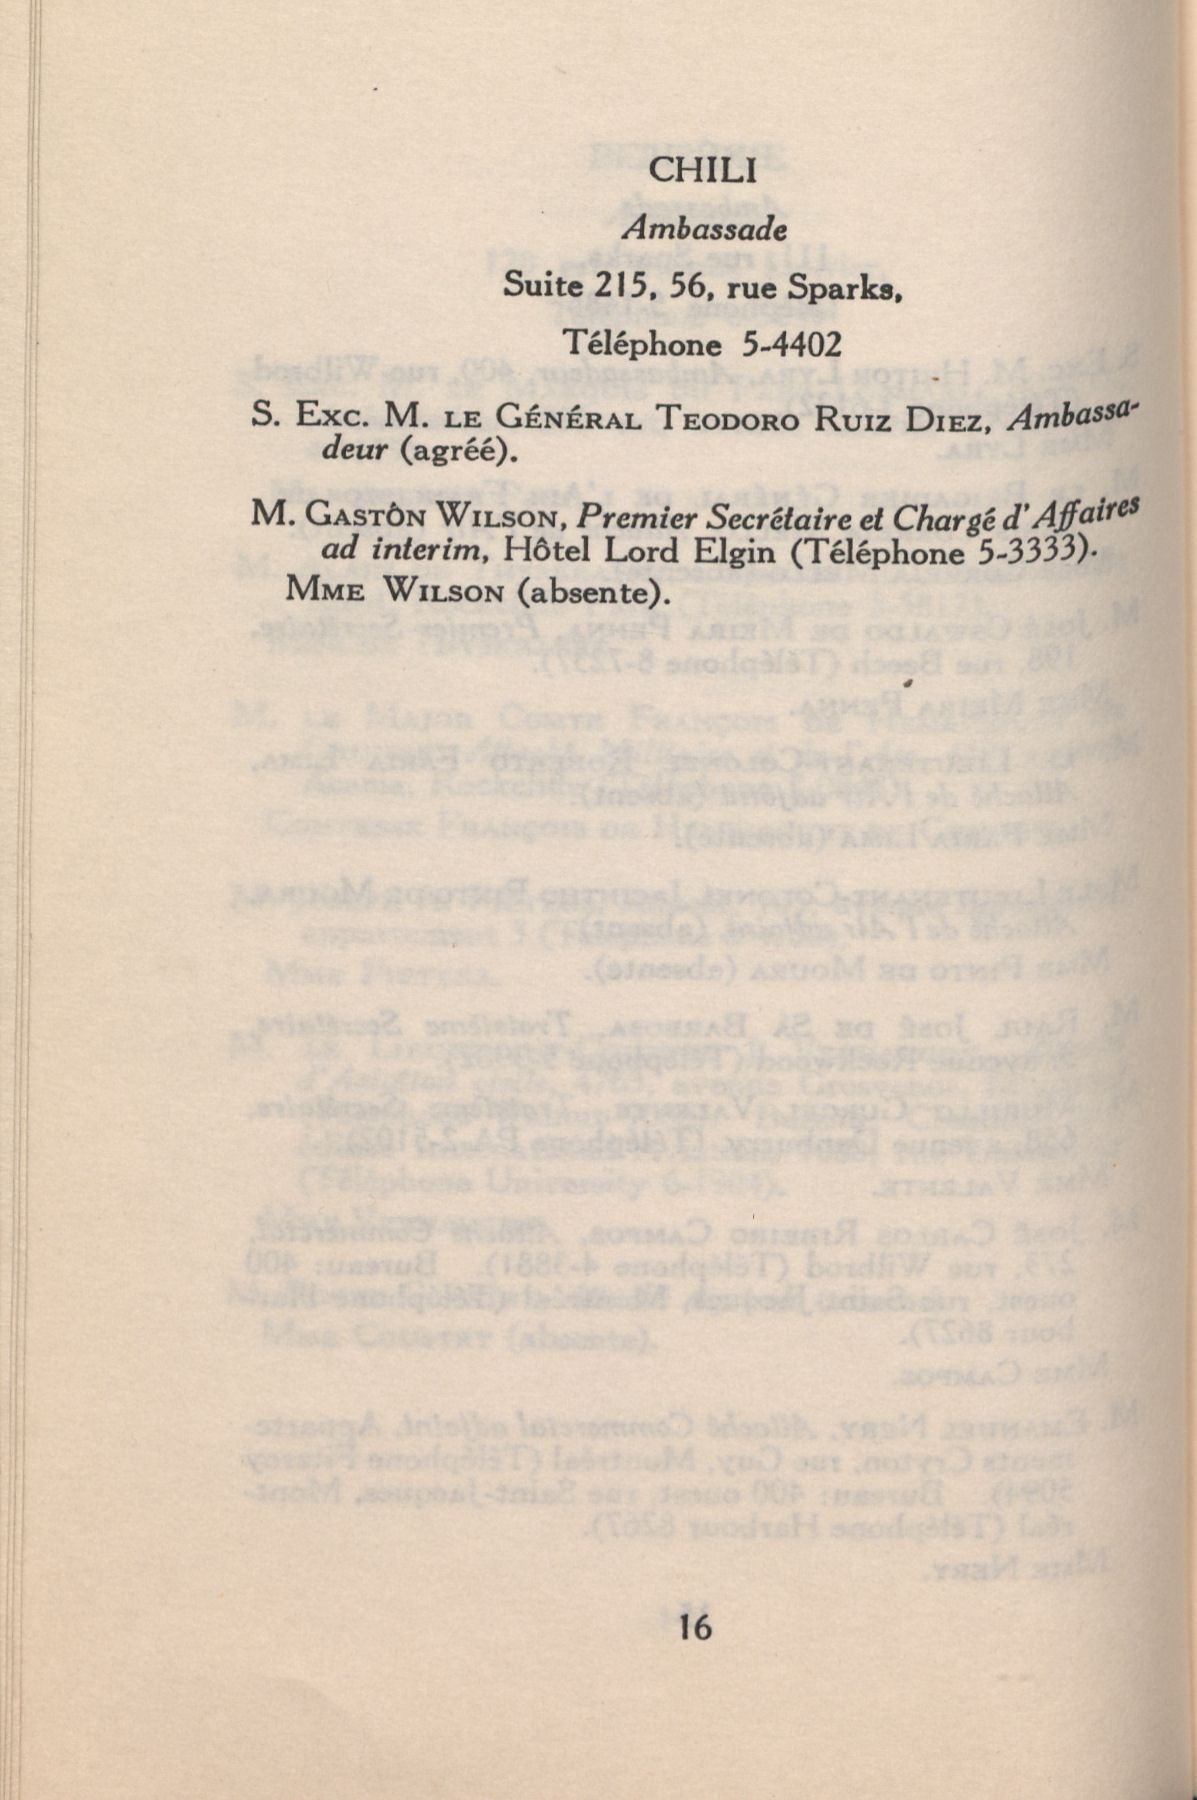 CHILI
Ambassade
Suite 215, 56, rue Sparks,
Téléphone 5-4402
S. Exc. M. le Général Teodoro Ruiz Diez, Ambassa-
deur (agréé).
M. Gastôn Wilson, Premier Secrétaire et Chargé d'Affaires
ad interim, Hôtel Lord Elgin (Téléphone 5-3333).
Mme Wilson (absente).
16